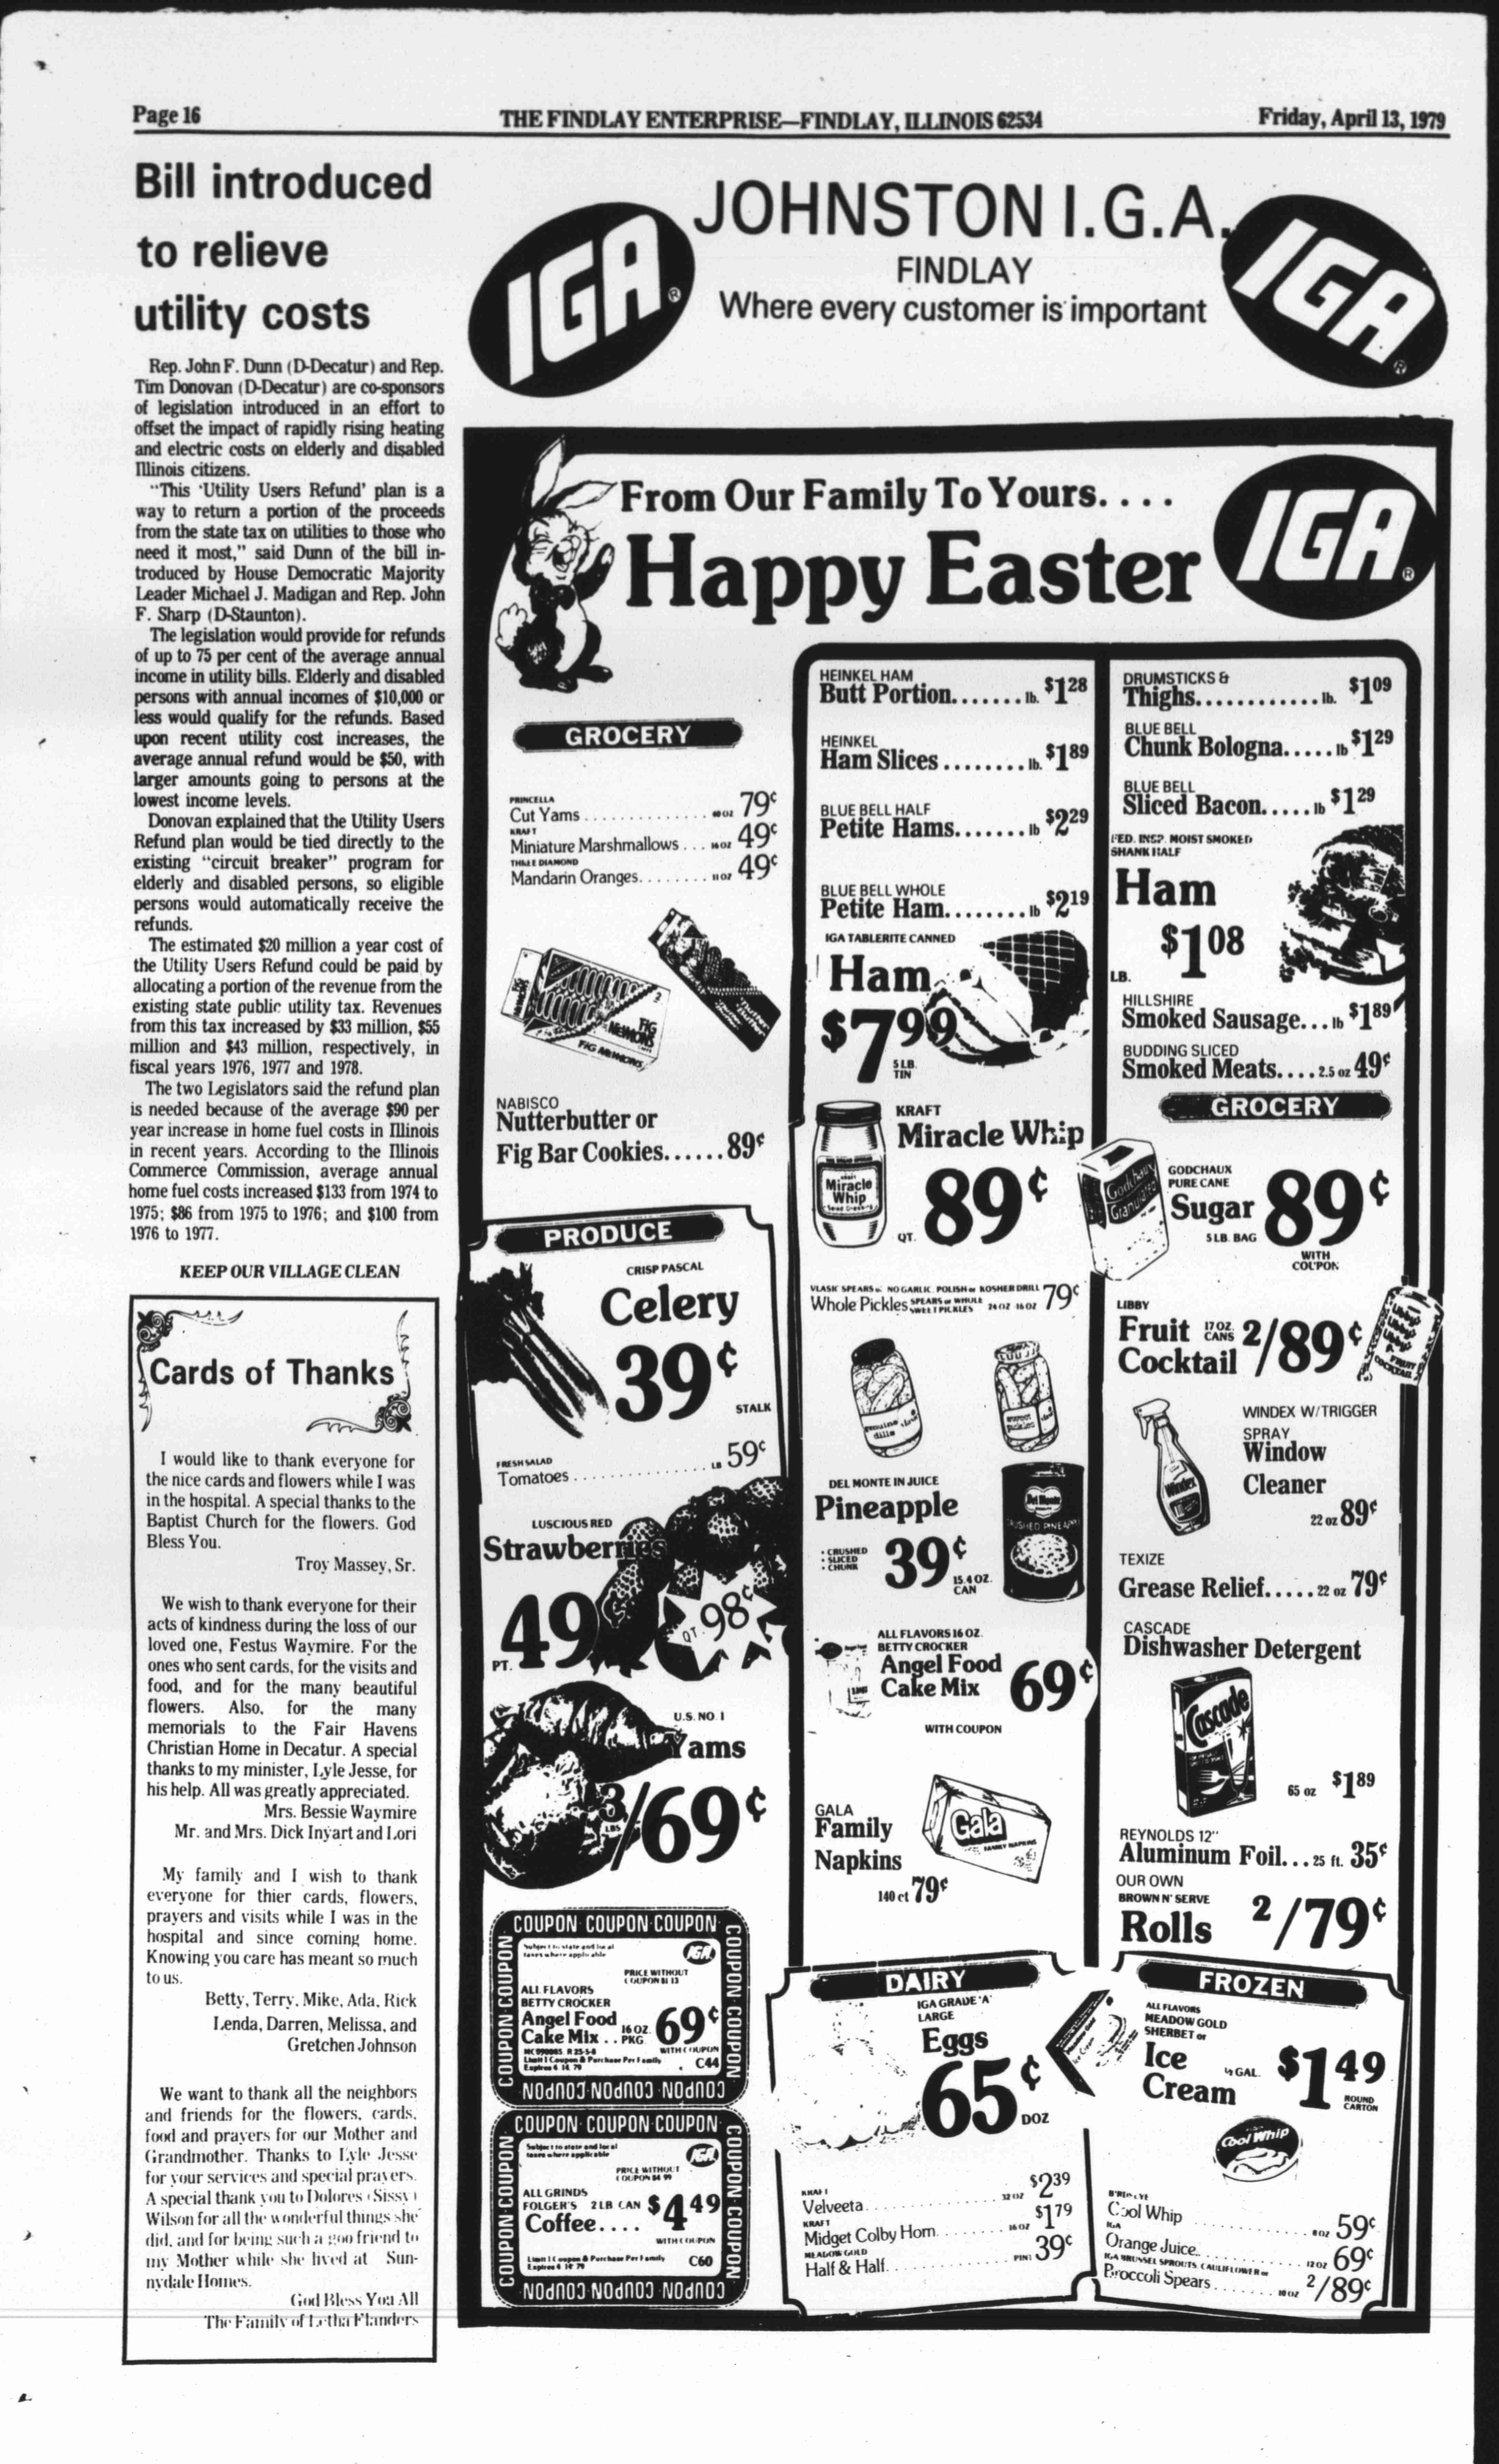 Page 16
THE FINDLAY ENTERPRISE—FINDLAY, ILLINOIS 62534
Friday, April 13, 1979
Bill introduced
to relieve
utility costs
Rep. John F. Dunn (D-Decatur) and Rep.
Tim Donovan (D-Decatur) are co-sponsors
of legislation introduced in an effort to
offset the impact of rapidly rising heating
and electric costs on elderly and disabled
Illinois citizens.
"This 'Utility Users Refund' plan is a
way to return a portion of the proceeds
from the state tax on utilities to those who
need it most," said Dunn of the bill in-
troduced by House Democratic Majority
Leader Michael J. Madigan and Rep. John
F. Sharp (D-Staunton).
The legislation would provide for refunds
of up to 75 per cent of the average annual
income in utility bills. Elderly and disabled
persons with annual incomes of $10,000 or
less would qualify for the refunds. Based
upon recent utility cost increases, the
average annual refund would be $50, with
larger amounts going to persons at the
lowest income levels.
Donovan explained that the Utility Users
Refund plan would be tied directly to the
existing "circuit breaker" program for
elderly and disabled persons, so eligible
persons would automatically receive the
refunds.
The estimated $20 million a year cost of
the Utility Users Refund could be paid by
allocating a portion of the revenue from the
existing state public utility tax. Revenues
from this tax increased by $33 million, $55
million and $43 million, respectively, in
fiscal years 1976, 1977 and 1978.
The two Legislators said the refund plan
is needed because of the average $90 per
year increase in home fuel costs in Illinois
in recent years. According to the Illinois
Commerce Commission, average annual
home fuel costs increased $133 from 1974 to
1975; $86 from 1975 to 1976; and $100 from
1976 to 1977.
KEEP OUR VILLAGE CLEAN
Cards of Thanks
I would like to thank everyone for
the nice cards and flowers while I was
in the hospital. A special thanks to the
Baptist Church for the flowers. God
Bless You.
Troy Massey, Sr.
We wish to thank everyone for their
acts of kindness during the loss of our
loved one, Festus Waymire. For the
ones who sent cards, for the visits and
food, and for the many beautiful
flowers. Also, for the many
memorials to the Fair Havens
Christian Home in Decatur. A special
thanks to my minister, Lyle Jesse, for
his help. All was greatly appreciated.
Mrs. Bessie Waymire
Mr. and Mrs. Dick Inyart and Lori
My family and I wish to thank
everyone for thier cards, flowers,
prayers and visits while I was in the
hospital and since coming home.
Knowing you care has meant so much
to us.
Betty, Terry, Mike, Ada, Rick
Lenda, Darren, Melissa, and
Gretchen Johnson
We want to thank all the neighbors
and friends for the flowers, cards,
food and prayers for our Mother and
Grandmother. Thanks to Lyle Jesse
for your services and special prayers.
A special thank you to Dolores (Sissy)
Wilson for all the wonderful things she
did, and for being such a goo friend to
my Mother while she lived at Sun-
nydale Homes.
God Bless You All
The Family of Letha Flanders
IGA
JOHNSTON I.G.A.
FINDLAY
Where every customer is important
IGA
From Our Family To Yours. . . .
Happy Easter
IGA
GROCERY
PRINCELLA
Cut Yams . . . 40 oz 79¢
KRAFT
Miniature Marshmallows . . . 16 oz 49¢
THREE DIAMOND
Mandarin Oranges. . . 11 oz 49¢
FIG NEWTONS
NABISCO
Nutterbutter or
Fig Bar Cookies. . . . . . 89¢
PRODUCE
CRISP PASCAL
Celery
39¢
STALK
FRESH SALAD
Tomatoes . . . LB 59¢
LUSCIOUS RED
Strawberries
PT. 49
QT. 98¢
U.S. NO. 1
Yams
3 LBS /69¢
COUPON COUPON COUPON
Subject to state and local
taxes where applicable
IGA
PRICE WITHOUT
COUPON $1.13
ALL FLAVORS
BETTY CROCKER
Angel Food
Cake Mix . . 16 OZ. PKG. 69¢
WITH COUPON
Limit 1 Coupon & Purchase Per Family
Expires 4 14 79
C44
COUPON COUPON COUPON
COUPON COUPON COUPON
Subject to state and local
taxes where applicable
IGA
PRICE WITHOUT
COUPON $4.99
ALL GRINDS
FOLGER'S 2 LB CAN
Coffee. . . . $4 49
WITH COUPON
Limit 1 Coupon & Purchase Per Family
Expires 4 14 79
C60
COUPON COUPON COUPON
HEINKEL HAM
Butt Portion. . . . . . . lb. $1 28
HEINKEL
Ham Slices . . . . . . . . lb. $1 89
BLUE BELL HALF
Petite Hams. . . . . . . lb $2 29
BLUE BELL WHOLE
Petite Ham. . . . . . . . lb $2 19
IGA TABLERITE CANNED
Ham
$7 99
5 LB.
TIN
KRAFT
Miracle Whip
Miracle
Whip
QT. 89¢
VLASIC SPEARS NO GARLIC, POLISH or KOSHER DRILL
Whole Pickles SPEARS or WHOLE SWEET PICKLES 24 OZ 16 OZ 79¢
genuine
dills
DEL MONTE IN JUICE
Pineapple
• CRUSHED
• SLICED
• CHUNK
39¢
15.4 OZ.
CAN
Del Monte
CRUSHED PINEAPPLE
ALL FLAVORS 16 OZ.
BETTY CROCKER
Angel Food
Cake Mix 69¢
WITH COUPON
GALA
Family
Napkins
140 ct 79¢
Gala
FAMILY NAPKINS
DRUMSTICKS &
Thighs. . . . . . . . . . . . lb. $1 09
BLUE BELL
Chunk Bologna. . . . . lb $1 29
BLUE BELL
Sliced Bacon. . . . . lb $1 29
FED. INSP. MOIST SMOKED
SHANK HALF
Ham
$1 08
LB.
HILLSHIRE
Smoked Sausage. . . lb $1 89
BUDDING SLICED
Smoked Meats. . . . 2.5 oz 49¢
GROCERY
Godchaux
Granulated
GODCHAUX
PURE CANE
Sugar 89¢
5 LB. BAG
WITH
COUPON
LIBBY
Fruit 17 OZ. CANS 2/89¢
Cocktail
Libby's
FRUIT
COCKTAIL
WINDEX W/TRIGGER
SPRAY
Window
Cleaner
22 oz 89¢
Windex
TEXIZE
Grease Relief. . . . . 22 oz 79¢
CASCADE
Dishwasher Detergent
Cascade
65 oz $1 89
REYNOLDS 12"
Aluminum Foil. . . 25 ft. 35¢
OUR OWN
BROWN N' SERVE
Rolls 2/79¢
DAIRY
IGA GRADE 'A'
LARGE
Eggs
65¢
DOZ
KRAFT
Velveeta . . . 32 OZ $2 39
KRAFT
Midget Colby Horn . . . 16 OZ $1 79
MEADOW GOLD
Half & Half . . . PINT 39¢
FROZEN
ALL FLAVORS
MEADOW GOLD
SHERBET or
Ice
Cream
½ GAL. $1 49
ROUND
CARTON
Cool Whip
BIRDS EYE
Cool Whip . . . 8 OZ 59¢
IGA
Orange Juice . . . 12 OZ 69¢
IGA BRUSSEL SPROUTS, CAULIFLOWER or
Broccoli Spears . . . 10 OZ 2/89¢